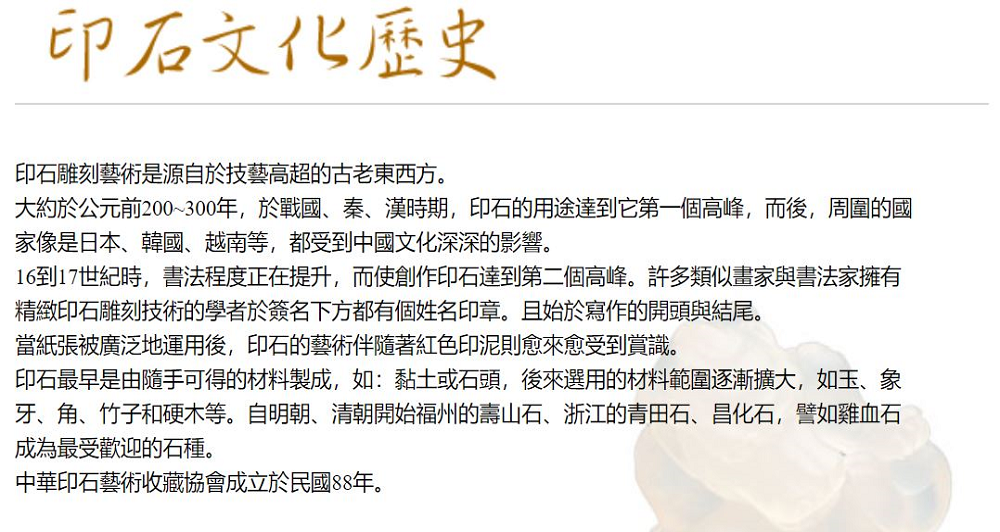 印石文化歷史
印石雕刻藝術是源自於技藝高超的古老東西方。
大約於公元前200~300年，於戰國、秦、漢時期，印石的用途達到它第一個高峰，而後，周圍的國
家像是日本、韓國、越南等，都受到中國文化深深的影響。
16到17世紀時，書法程度正在提升，而使創作印石達到第二個高峰。許多類似畫家與書法家擁有
精緻印石雕刻技術的學者於簽名下方都有個姓名印章。且始於寫作的開頭與結尾。
當紙張被廣泛地運用後，印石的藝術伴隨著紅色印泥則愈來愈受到賞識。
印石最早是由隨手可得的材料製成，如：黏土或石頭，後來選用的材料範圍逐漸擴大，如玉、象
牙、角、竹子和硬木等。自明朝、清朝開始福州的壽山石、浙江的青田石、昌化石，譬如雞血石
成為最受歡迎的石種。
中華印石藝術收藏協會成立於民國88年。